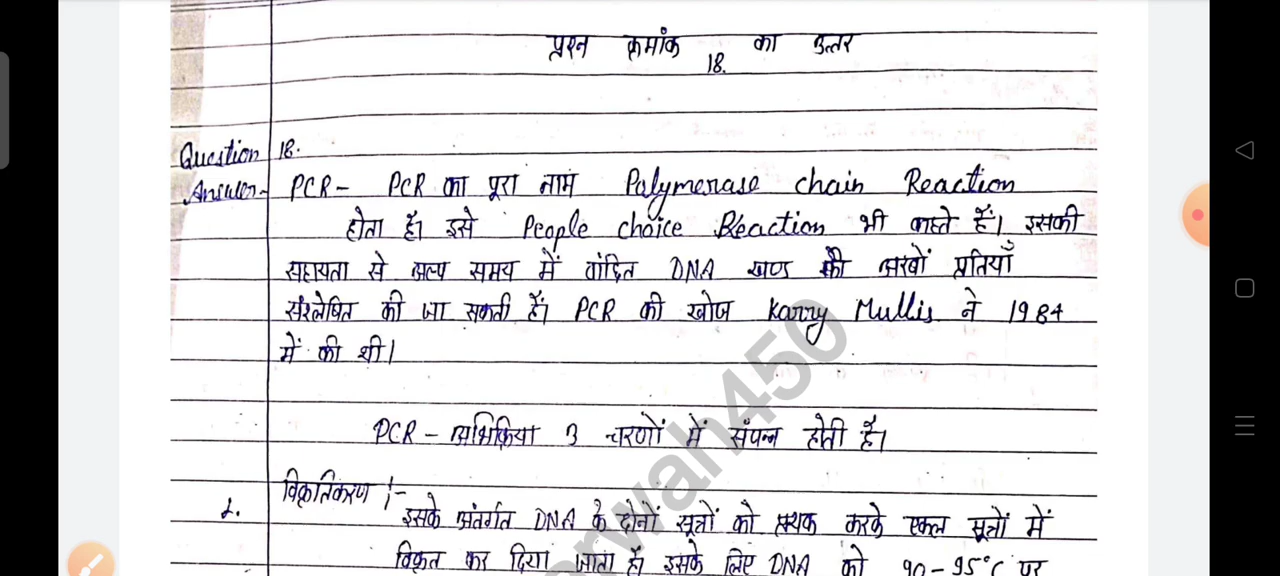 प्रश्न क्रमांक 18. का उत्तर
Question 18.
Answer- PCR- PCR का पूरा नाम Polymerase chain Reaction
होता है। इसे People choice Reaction भी कहते हैं। इसकी
सहायता से अल्प समय में वांछित DNA खण्ड की अरबों प्रतियाँ
संश्लेषित की जा सकती हैं। PCR की खोज Karry Mullis ने 1984
में की थी।
PCR - अभिक्रिया 3 चरणों में संपन्न होती है।
1. विकृतिकरण :-
इसके अंतर्गत DNA के दोनों सूत्रों को पृथक करके एकल सूत्रों में
विकृत कर दिया जाता है। इसके लिए DNA को 90-95°C पर
rwah450